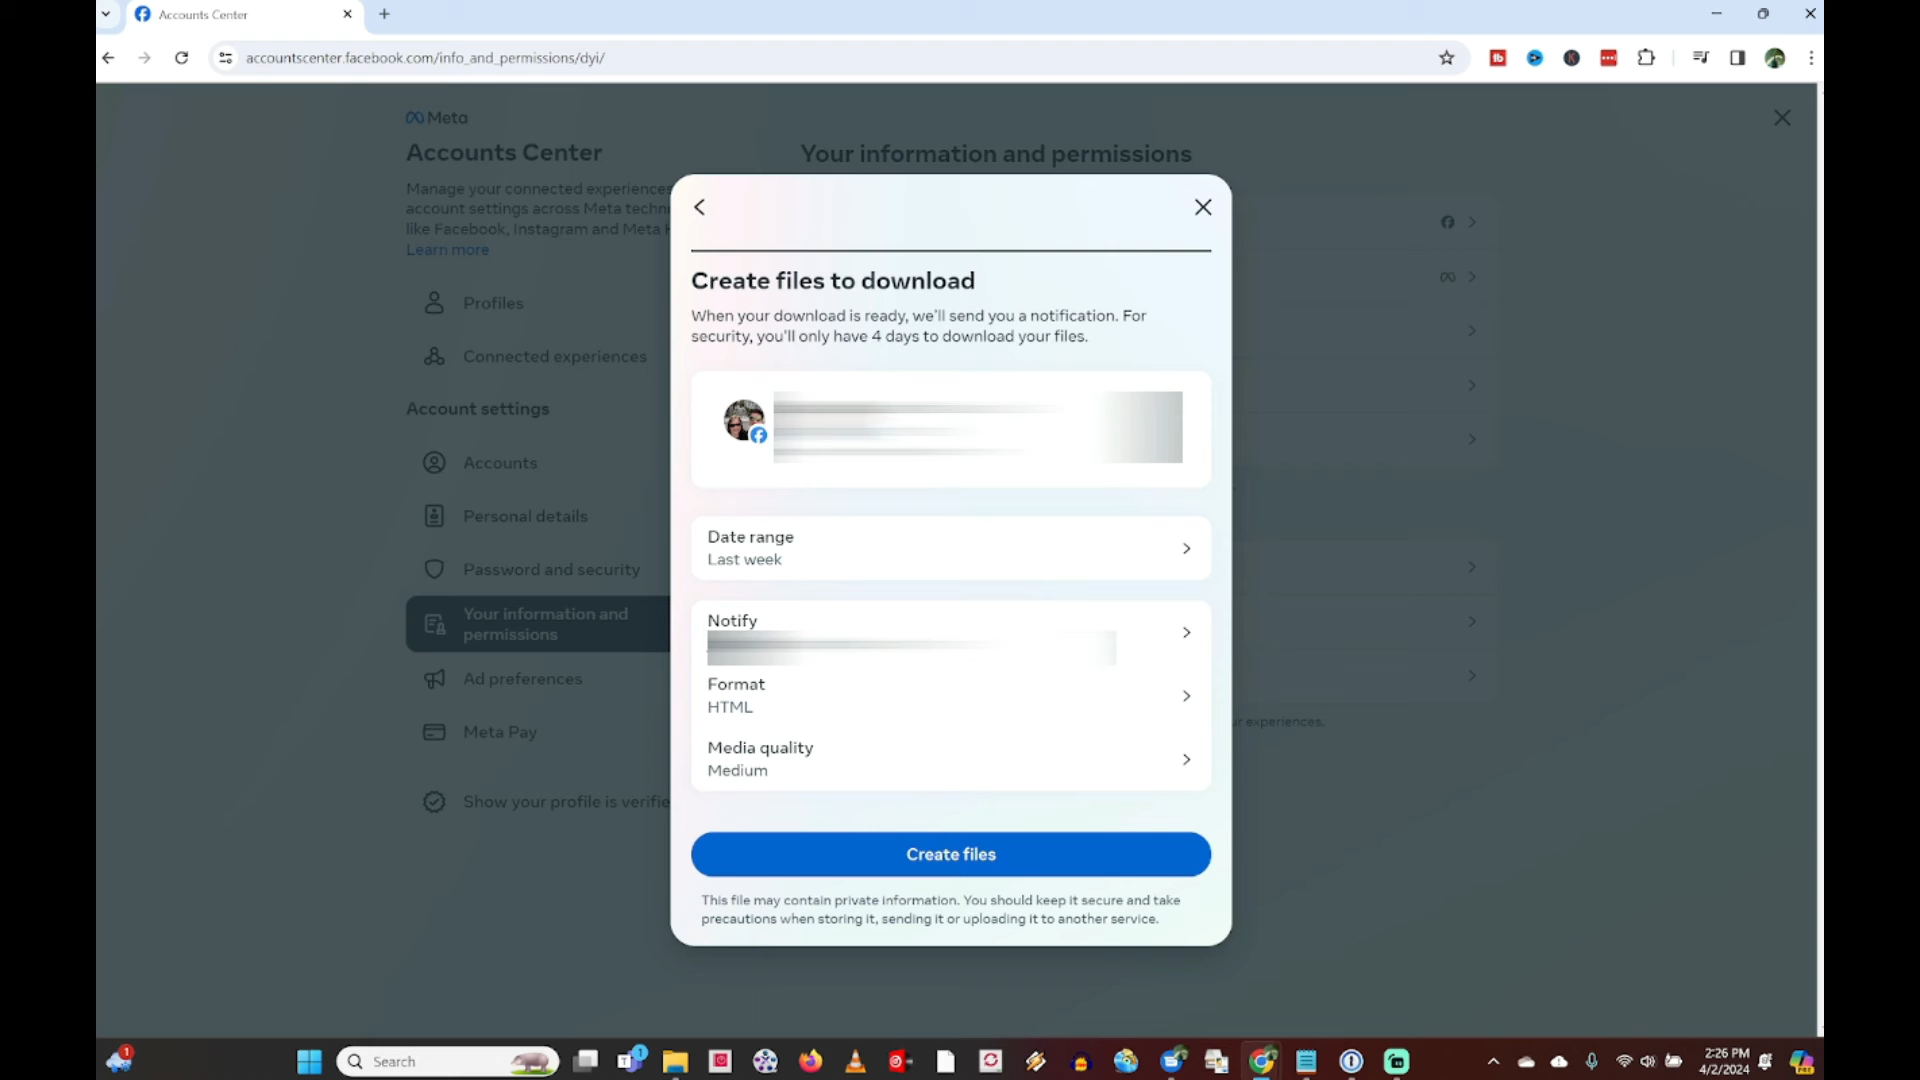 Accounts Center
accountscenter.facebook.com/info_and_permissions/dyi/
Meta
Accounts Center
Manage your connected experiences
account settings across Meta techn
like Facebook, Instagram and Meta H
Learn more
Profiles
Connected experiences
Account settings
Accounts
Personal details
Password and security
Your information and
permissions
Ad preferences
Meta Pay
Show your profile is verifie
Your information and permissions
Create files to download
When your download is ready, we'll send you a notification. For
security, you'll only have 4 days to download your files.
Date range
Last week
Notify
Format
HTML
Media quality
Medium
Create files
This file may contain private information. You should keep it secure and take
precautions when storing it, sending it or uploading it to another service.
ur experiences.
1
Search
1
2:26 PM
4/2/2024